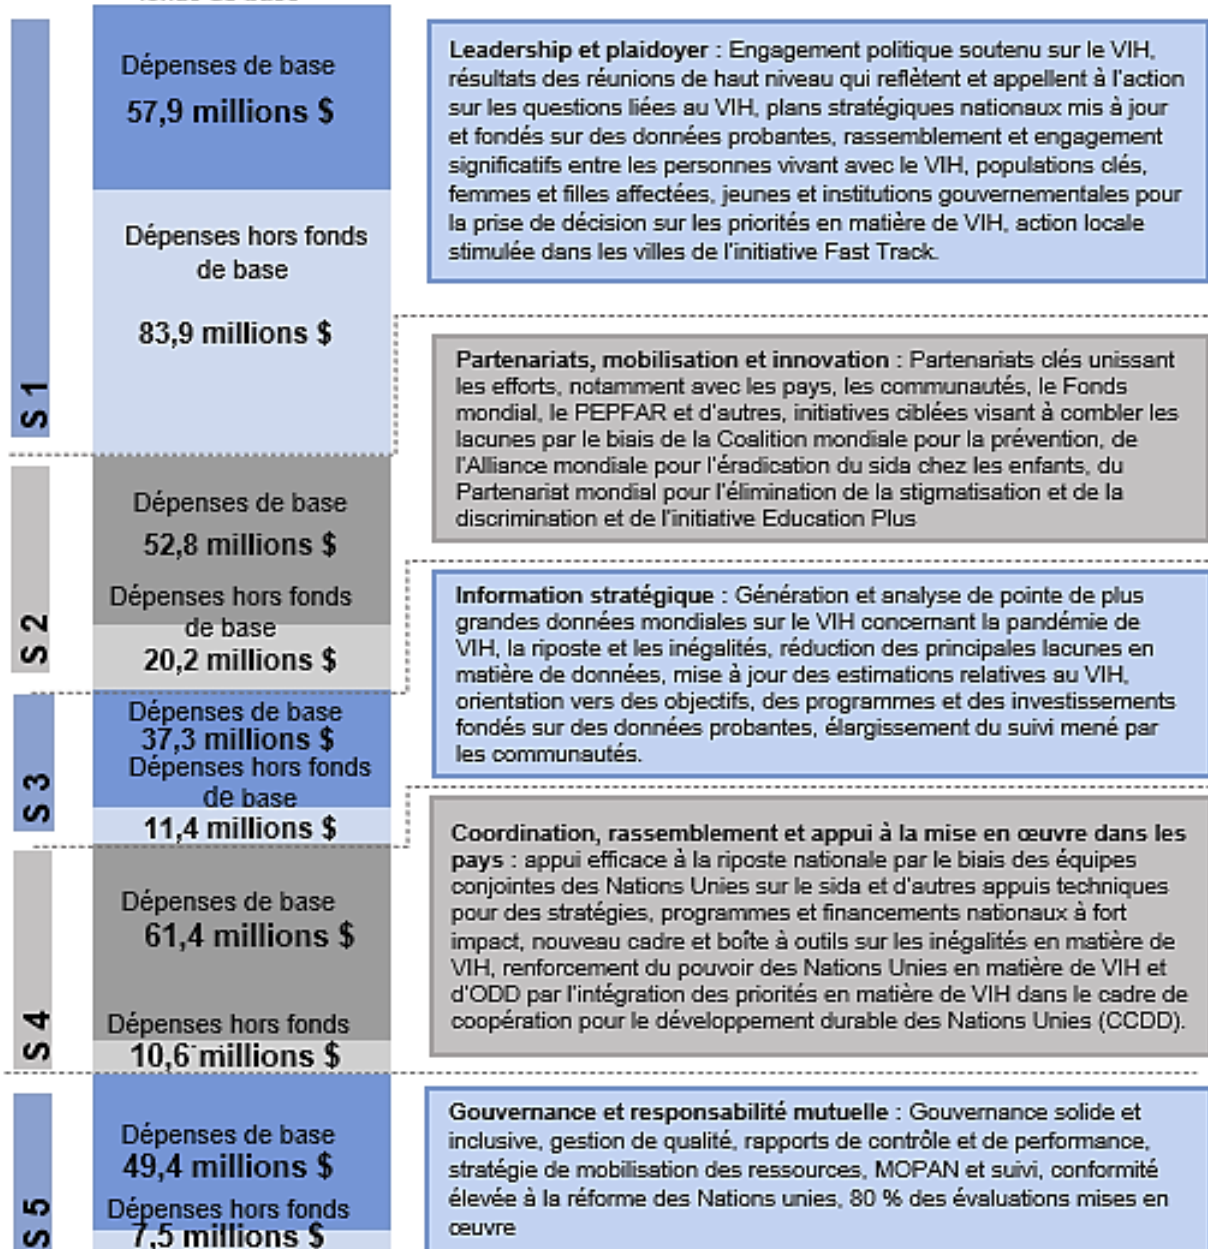 fonds de base
S 1
Dépenses de base
57,9 millions $
Dépenses hors fonds
de base
83,9 millions $
Leadership et plaidoyer : Engagement politique soutenu sur le VIH,
résultats des réunions de haut niveau qui reflètent et appellent à l'action
sur les questions liées au VIH, plans stratégiques nationaux mis à jour
et fondés sur des données probantes, rassemblement et engagement
significatifs entre les personnes vivant avec le VIH, populations clés,
femmes et filles affectées, jeunes et institutions gouvernementales pour
la prise de décision sur les priorités en matière de VIH, action locale
stimulée dans les villes de l'initiative Fast Track.
S 2
Dépenses de base
52,8 millions $
Dépenses hors fonds
de base
20,2 millions $
Partenariats, mobilisation et innovation : Partenariats clés unissant
les efforts, notamment avec les pays, les communautés, le Fonds
mondial, le PEPFAR et d'autres, initiatives ciblées visant à combler les
lacunes par le biais de la Coalition mondiale pour la prévention, de
l'Alliance mondiale pour l'éradication du sida chez les enfants, du
Partenariat mondial pour l'élimination de la stigmatisation et de la
discrimination et de l'initiative Education Plus
S 3
Dépenses de base
37,3 millions $
Dépenses hors fonds
de base
11,4 millions $
Information stratégique : Génération et analyse de pointe de plus
grandes données mondiales sur le VIH concernant la pandémie de
VIH, la riposte et les inégalités, réduction des principales lacunes en
matière de données, mise à jour des estimations relatives au VIH,
orientation vers des objectifs, des programmes et des investissements
fondés sur des données probantes, élargissement du suivi mené par
les communautés.
S 4
Dépenses de base
61,4 millions $
Dépenses hors fonds
10,6 millions $
Coordination, rassemblement et appui à la mise en œuvre dans les
pays : appui efficace à la riposte nationale par le biais des équipes
conjointes des Nations Unies sur le sida et d'autres appuis techniques
pour des stratégies, programmes et financements nationaux à fort
impact, nouveau cadre et boîte à outils sur les inégalités en matière de
VIH, renforcement du pouvoir des Nations Unies en matière de VIH et
d'ODD par l'intégration des priorités en matière de VIH dans le cadre de
coopération pour le développement durable des Nations Unies (CCDD).
S 5
Dépenses de base
49,4 millions $
Dépenses hors fonds
7,5 millions $
Gouvernance et responsabilité mutuelle : Gouvernance solide et
inclusive, gestion de qualité, rapports de contrôle et de performance,
stratégie de mobilisation des ressources, MOPAN et suivi, conformité
élevée à la réforme des Nations unies, 80 % des évaluations mises en
œuvre